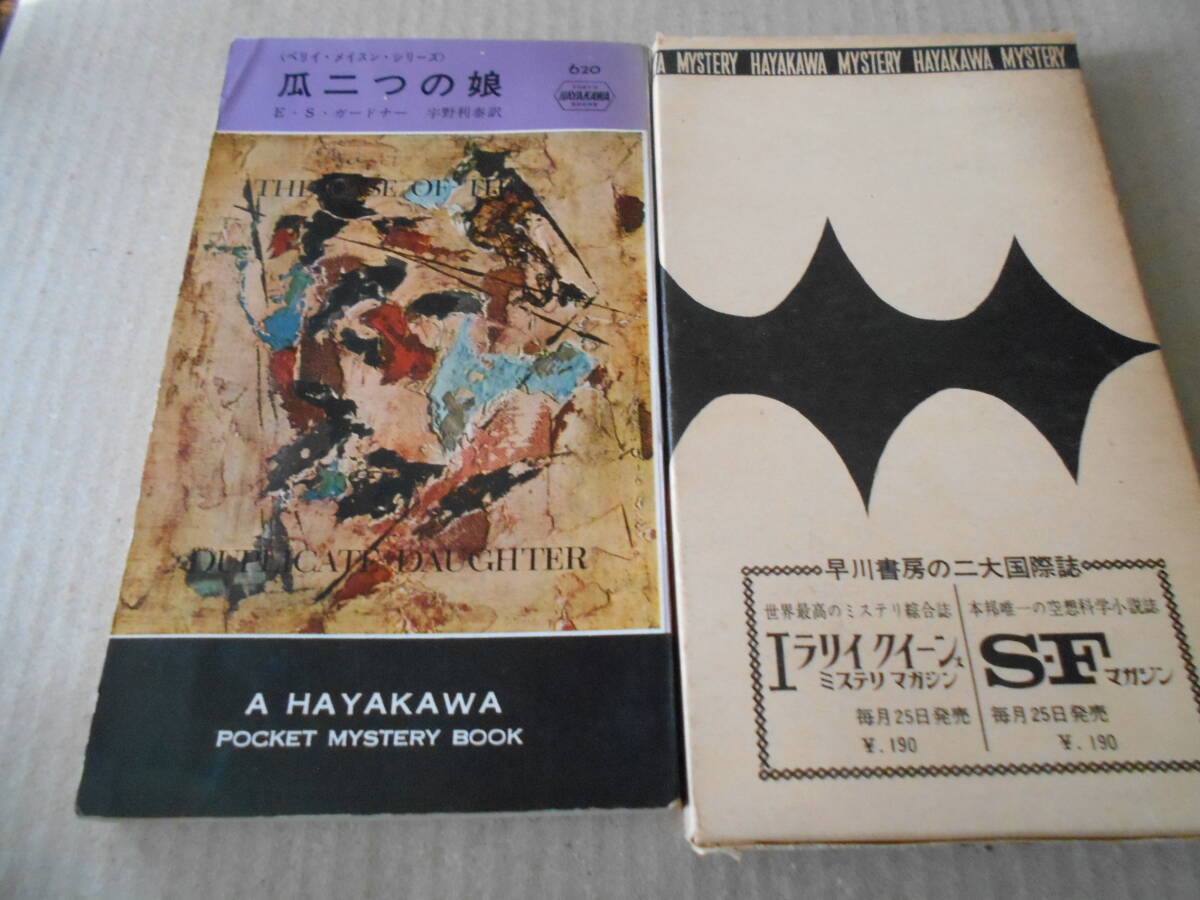 〈ペリイ・メイスン・シリーズ〉
瓜二つの娘
E・S・ガードナー 宇野利泰訳
620
HAYAKAWA
THE CASE OF THE
DUPLICATE DAUGHTER
A HAYAKAWA
POCKET MYSTERY BOOK
A MYSTERY HAYAKAWA MYSTERY HAYAKAWA MYSTERY
早川書房の二大国際誌
世界最高のミステリ綜合誌
エラリイ クイーンズ
ミステリ マガジン
毎月25日発売
¥.190
本邦唯一の空想科学小説誌
S-F マガジン
毎月25日発売
¥.190